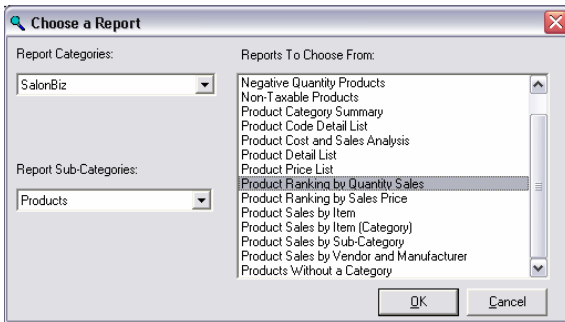 Choose a Report
Report Categories:
SalonBiz
Report Sub-Categories:
Products
Reports To Choose From:
Negative Quantity Products
Non-Taxable Products
Product Category Summary
Product Code Detail List
Product Cost and Sales Analysis
Product Detail List
Product Price List
Product Ranking by Quantity Sales
Product Ranking by Sales Price
Product Sales by Item
Product Sales by Item (Category)
Product Sales by Sub-Category
Product Sales by Vendor and Manufacturer
Products Without a Category
OK
Cancel